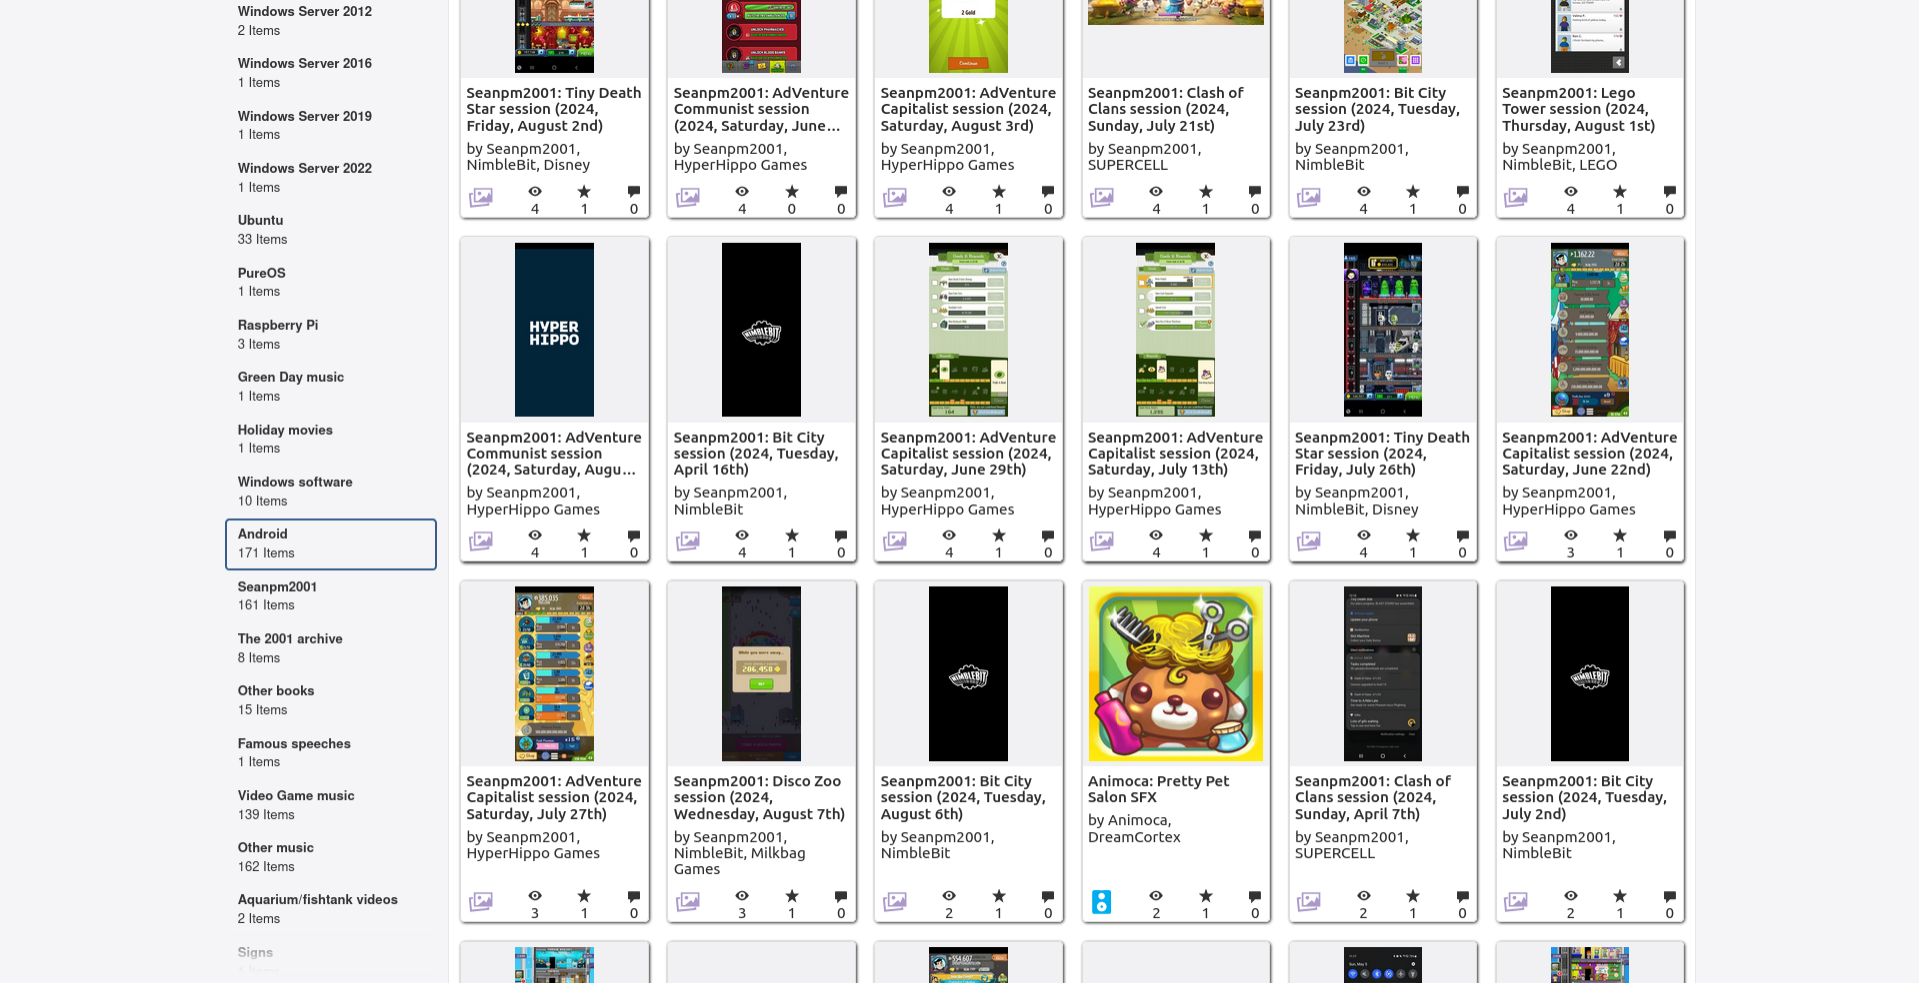 Windows Server 2012
2 Items
Windows Server 2016
1 Items
Windows Server 2019
1 Items
Windows Server 2022
1 Items
Ubuntu
33 Items
PureOS
1 Items
Raspberry Pi
3 Items
Green Day music
1 Items
Holiday movies
1 Items
Windows software
10 Items
Android
171 Items
Seanpm2001
161 Items
The 2001 archive
8 Items
Other books
15 Items
Famous speeches
1 Items
Video Game music
139 Items
Other music
162 Items
Aquarium/fishtank videos
2 Items
Signs
2 Gold
Continue
Seanpm2001: Tiny Death
Star session (2024,
Friday, August 2nd)
by Seanpm2001,
NimbleBit, Disney
4 1 0
Seanpm2001: AdVenture
Communist session
(2024, Saturday, June...
by Seanpm2001,
HyperHippo Games
4 0 0
Seanpm2001: AdVenture
Capitalist session (2024,
Saturday, August 3rd)
by Seanpm2001,
HyperHippo Games
4 1 0
Seanpm2001: Clash of
Clans session (2024,
Sunday, July 21st)
by Seanpm2001,
SUPERCELL
4 1 0
Seanpm2001: Bit City
session (2024, Tuesday,
July 23rd)
by Seanpm2001,
NimbleBit
4 1 0
Seanpm2001: Lego
Tower session (2024,
Thursday, August 1st)
by Seanpm2001,
NimbleBit, LEGO
4 1 0
HYPER
HIPPO
Seanpm2001: AdVenture
Communist session
(2024, Saturday, Augu...
by Seanpm2001,
HyperHippo Games
4 1 0
NIMBLEBIT
Seanpm2001: Bit City
session (2024, Tuesday,
April 16th)
by Seanpm2001,
NimbleBit
4 1 0
Seanpm2001: AdVenture
Capitalist session (2024,
Saturday, June 29th)
by Seanpm2001,
HyperHippo Games
4 1 0
Seanpm2001: AdVenture
Capitalist session (2024,
Saturday, July 13th)
by Seanpm2001,
HyperHippo Games
4 1 0
Seanpm2001: Tiny Death
Star session (2024,
Friday, July 26th)
by Seanpm2001,
NimbleBit, Disney
4 1 0
1,162.22
Seanpm2001: AdVenture
Capitalist session (2024,
Saturday, June 22nd)
by Seanpm2001,
HyperHippo Games
3 1 0
Seanpm2001: AdVenture
Capitalist session (2024,
Saturday, July 27th)
by Seanpm2001,
HyperHippo Games
3 1 0
While you were away...
206,458
Seanpm2001: Disco Zoo
session (2024,
Wednesday, August 7th)
by Seanpm2001,
NimbleBit, Milkbag
Games
3 1 0
NIMBLEBIT
Seanpm2001: Bit City
session (2024, Tuesday,
August 6th)
by Seanpm2001,
NimbleBit
2 1 0
Animoca: Pretty Pet
Salon SFX
by Animoca,
DreamCortex
2 1 0
Seanpm2001: Clash of
Clans session (2024,
Sunday, April 7th)
by Seanpm2001,
SUPERCELL
2 1 0
NIMBLEBIT
Seanpm2001: Bit City
session (2024, Tuesday,
July 2nd)
by Seanpm2001,
NimbleBit
2 1 0
554,607